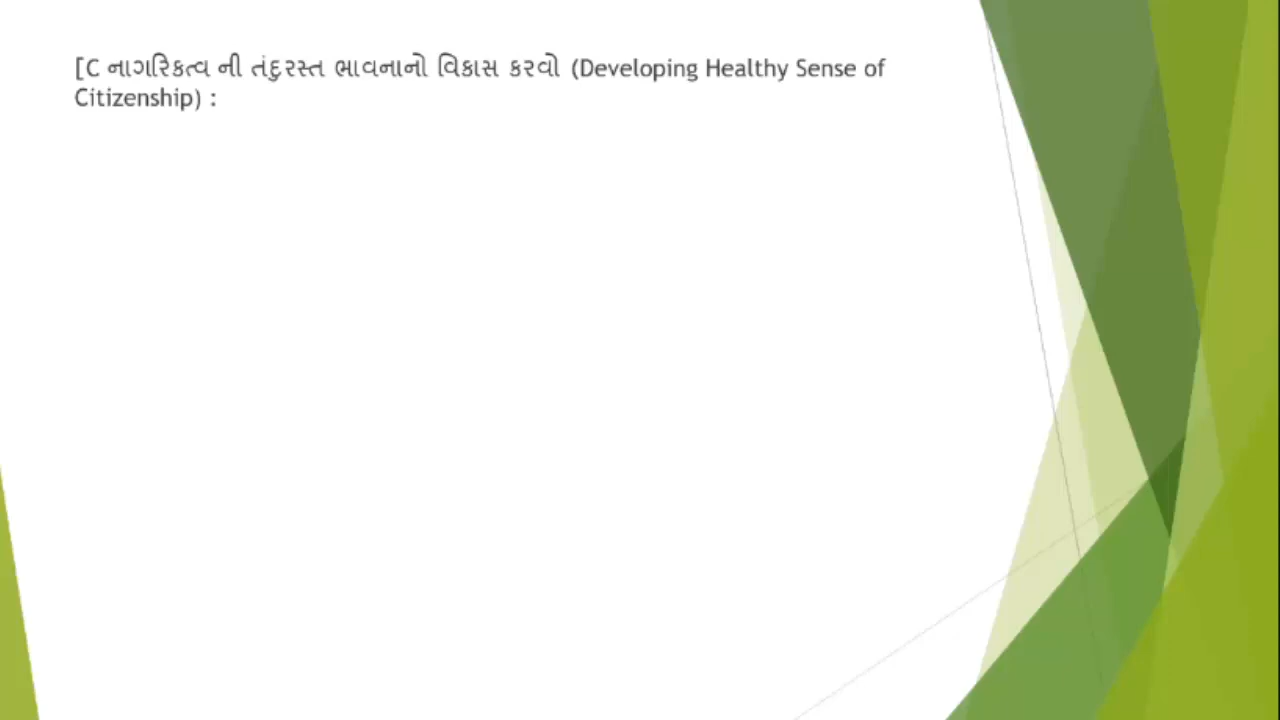 [C નાગરિકત્વ ની તંદુરસ્ત ભાવનાનો વિકાસ કરવો (Developing Healthy Sense of
Citizenship) :